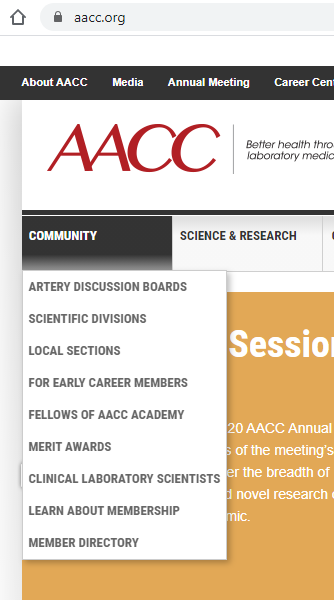 aacc.org
About AACC Media Annual Meeting Career Cen
AACC
Better health throu
laboratory medic
COMMUNITY SCIENCE & RESEARCH
ARTERY DISCUSSION BOARDS
SCIENTIFIC DIVISIONS
Session
LOCAL SECTIONS
FOR EARLY CAREER MEMBERS
FELLOWS OF AACC ACADEMY
20 AACC Annual
MERIT AWARDS
s of the meeting's
CLINICAL LABORATORY SCIENTISTS
er the breadth of
d novel research
LEARN ABOUT MEMBERSHIP
mic.
MEMBER DIRECTORY